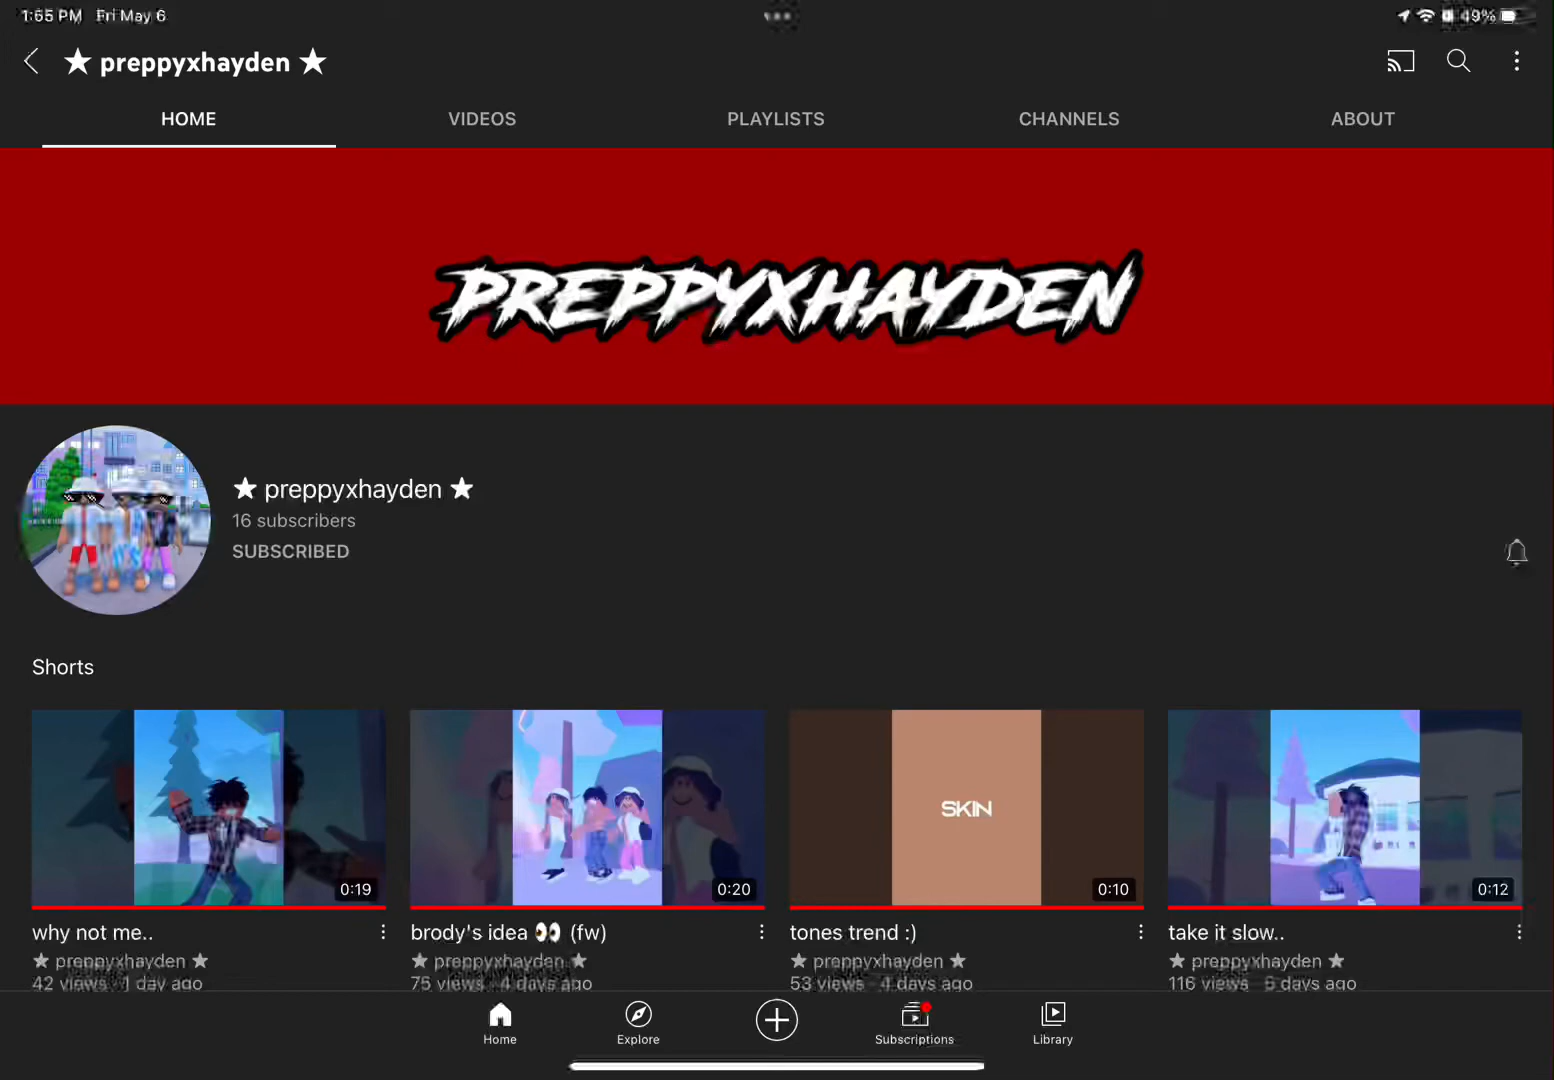 1:55 PM Fri May 6
49%
★ preppyxhayden ★
HOME VIDEOS PLAYLISTS CHANNELS ABOUT
PREPPYXHAYDEN
★ preppyxhayden ★
16 subscribers
SUBSCRIBED
Shorts
0:19 0:20 SKIN 0:10 0:12
why not me.. brody's idea 👀 (fw) tones trend :) take it slow..
★ preppyxhayden ★ ★ preppyxhayden ★ ★ preppyxhayden ★ ★ preppyxhayden ★
42 views · 1 day ago 75 views · 4 days ago 53 views · 4 days ago 116 views · 6 days ago
Home Explore Subscriptions Library